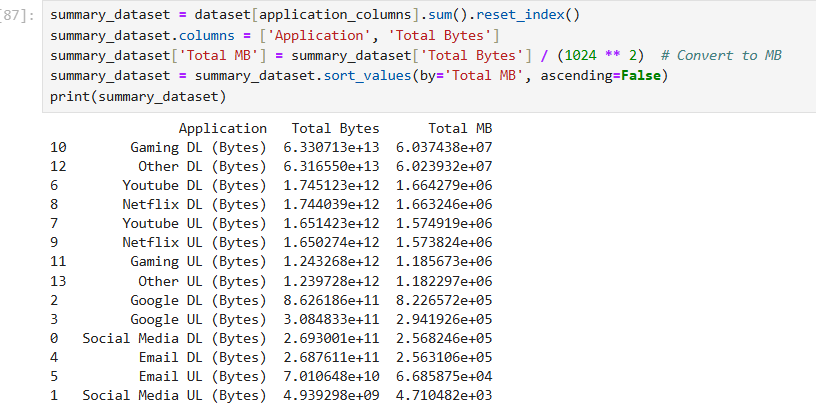 [87]:
summary_dataset = dataset[application_columns].sum().reset_index()
summary_dataset.columns = ['Application', 'Total Bytes']
summary_dataset['Total MB'] = summary_dataset['Total Bytes'] / (1024 ** 2)  # Convert to MB
summary_dataset = summary_dataset.sort_values(by='Total MB', ascending=False)
print(summary_dataset)
Application Total Bytes Total MB
10 Gaming DL (Bytes) 6.330713e+13 6.037438e+07
12 Other DL (Bytes) 6.316550e+13 6.023932e+07
6 Youtube DL (Bytes) 1.745123e+12 1.664279e+06
8 Netflix DL (Bytes) 1.744039e+12 1.663246e+06
7 Youtube UL (Bytes) 1.651423e+12 1.574919e+06
9 Netflix UL (Bytes) 1.650274e+12 1.573824e+06
11 Gaming UL (Bytes) 1.243268e+12 1.185673e+06
13 Other UL (Bytes) 1.239728e+12 1.182297e+06
2 Google DL (Bytes) 8.626186e+11 8.226572e+05
3 Google UL (Bytes) 3.084833e+11 2.941926e+05
0 Social Media DL (Bytes) 2.693001e+11 2.568246e+05
4 Email DL (Bytes) 2.687611e+11 2.563106e+05
5 Email UL (Bytes) 7.010648e+10 6.685875e+04
1 Social Media UL (Bytes) 4.939298e+09 4.710482e+03